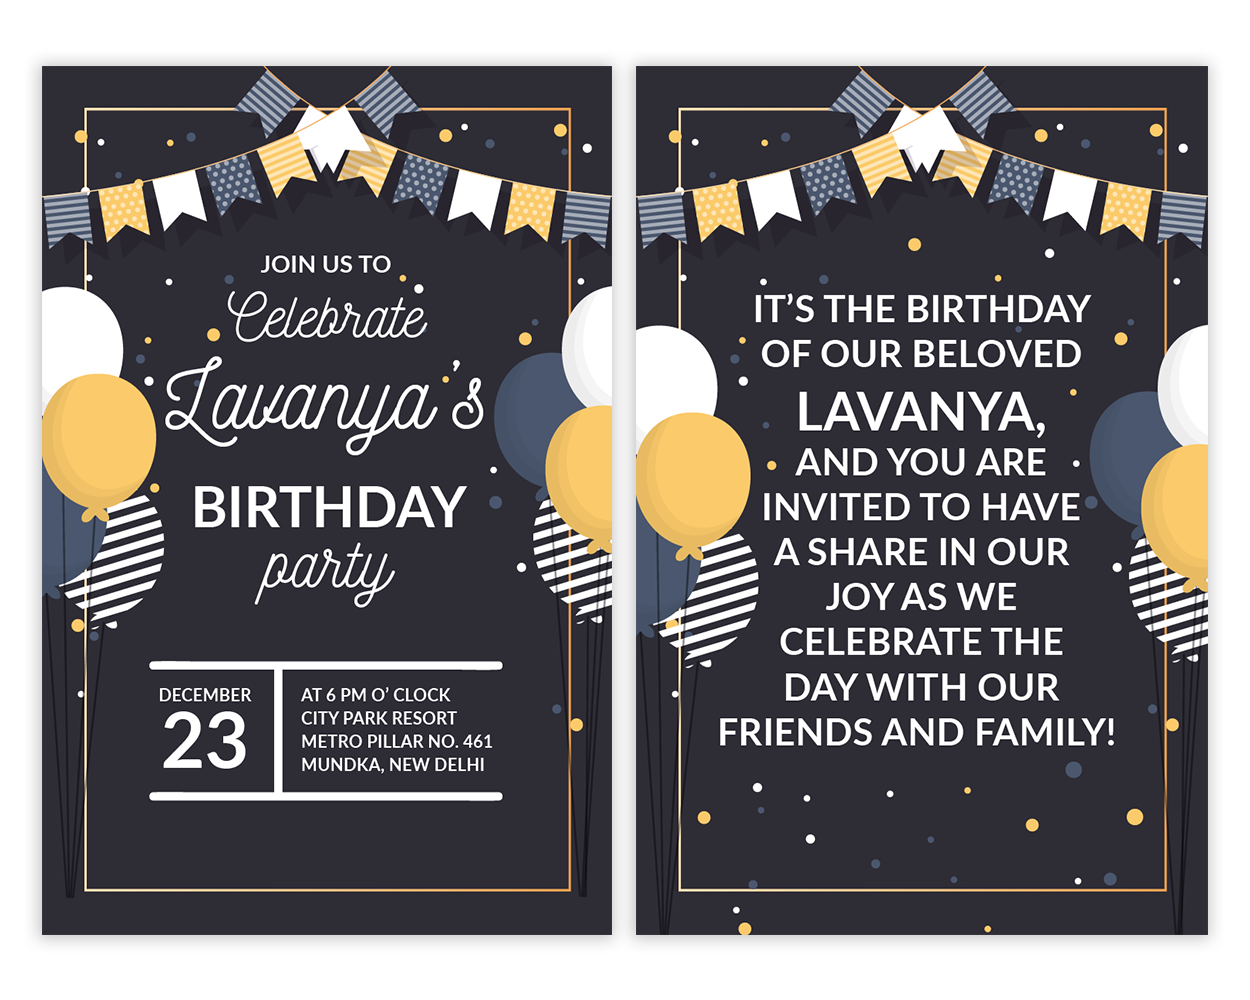 JOIN US TO
Celebrate
Lavanya's
BIRTHDAY
party
DECEMBER
23
AT 6 PM O' CLOCK
CITY PARK RESORT
METRO PILLAR NO. 461
MUNDKA, NEW DELHI
IT'S THE BIRTHDAY
OF OUR BELOVED
LAVANYA,
AND YOU ARE
INVITED TO HAVE
A SHARE IN OUR
JOY AS WE
CELEBRATE THE
DAY WITH OUR
FRIENDS AND FAMILY!